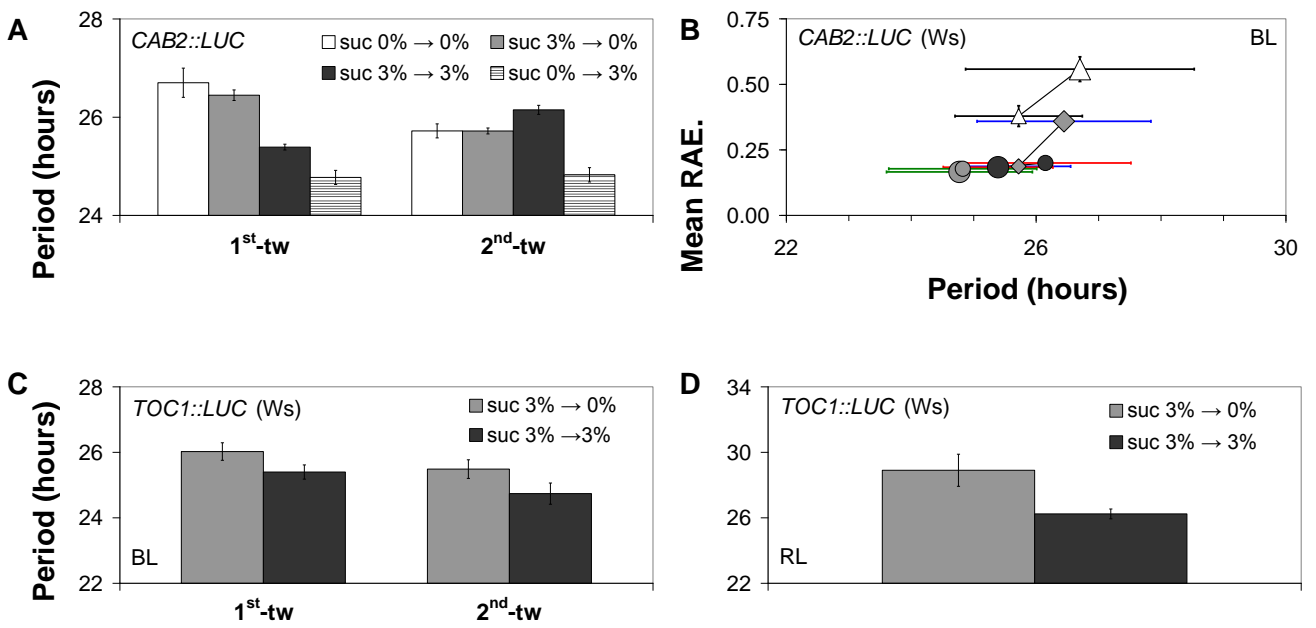 A
CAB2::LUC
suc 0% → 0%
suc 3% → 0%
suc 3% → 3%
suc 0% → 3%
Period (hours)
28
26
24
1st-tw
2nd-tw
B
CAB2::LUC (Ws)
BL
Mean RAE.
0.75
0.50
0.25
0.00
22
26
30
Period (hours)
C
TOC1::LUC (Ws)
suc 3% → 0%
suc 3% →3%
Period (hours)
28
26
24
22
BL
1st-tw
2nd-tw
D
TOC1::LUC (Ws)
suc 3% → 0%
suc 3% → 3%
34
30
26
22
RL